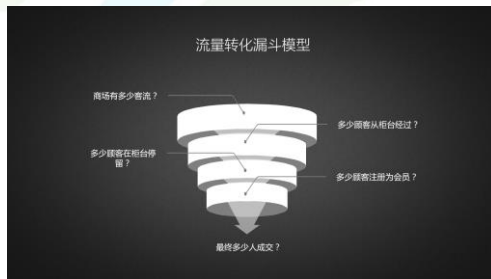 流量转化漏斗模型
商场有多少客流？
多少顾客从柜台经过？
多少顾客在柜台停
留？
多少顾客注册为会员？
最终多少人成交？